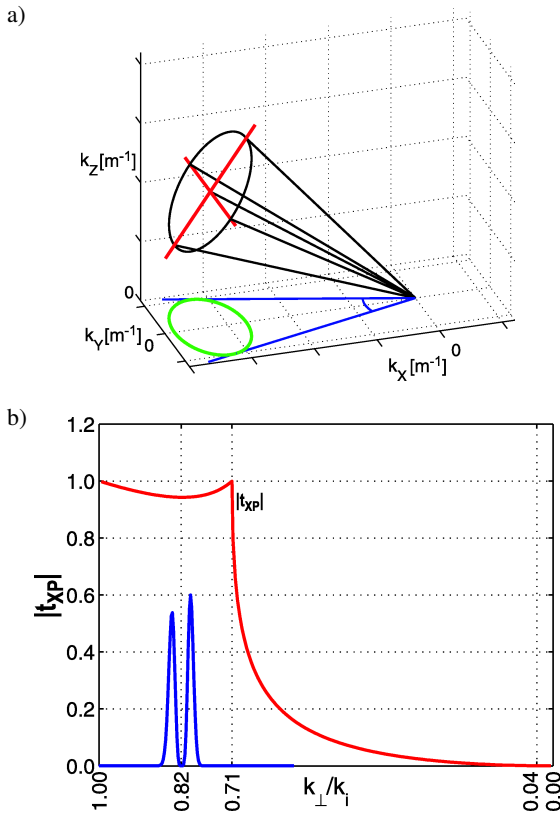 a)
k_Z[m⁻¹]
0
k_Y[m⁻¹] 0
k_X[m⁻¹]
0
b)
1.2
1.0
|t_XP|
0.8
0.6
|t_XP|
0.4
0.2
0.0
1.00 0.82 0.71 k_⊥/k_i 0.04 0.00